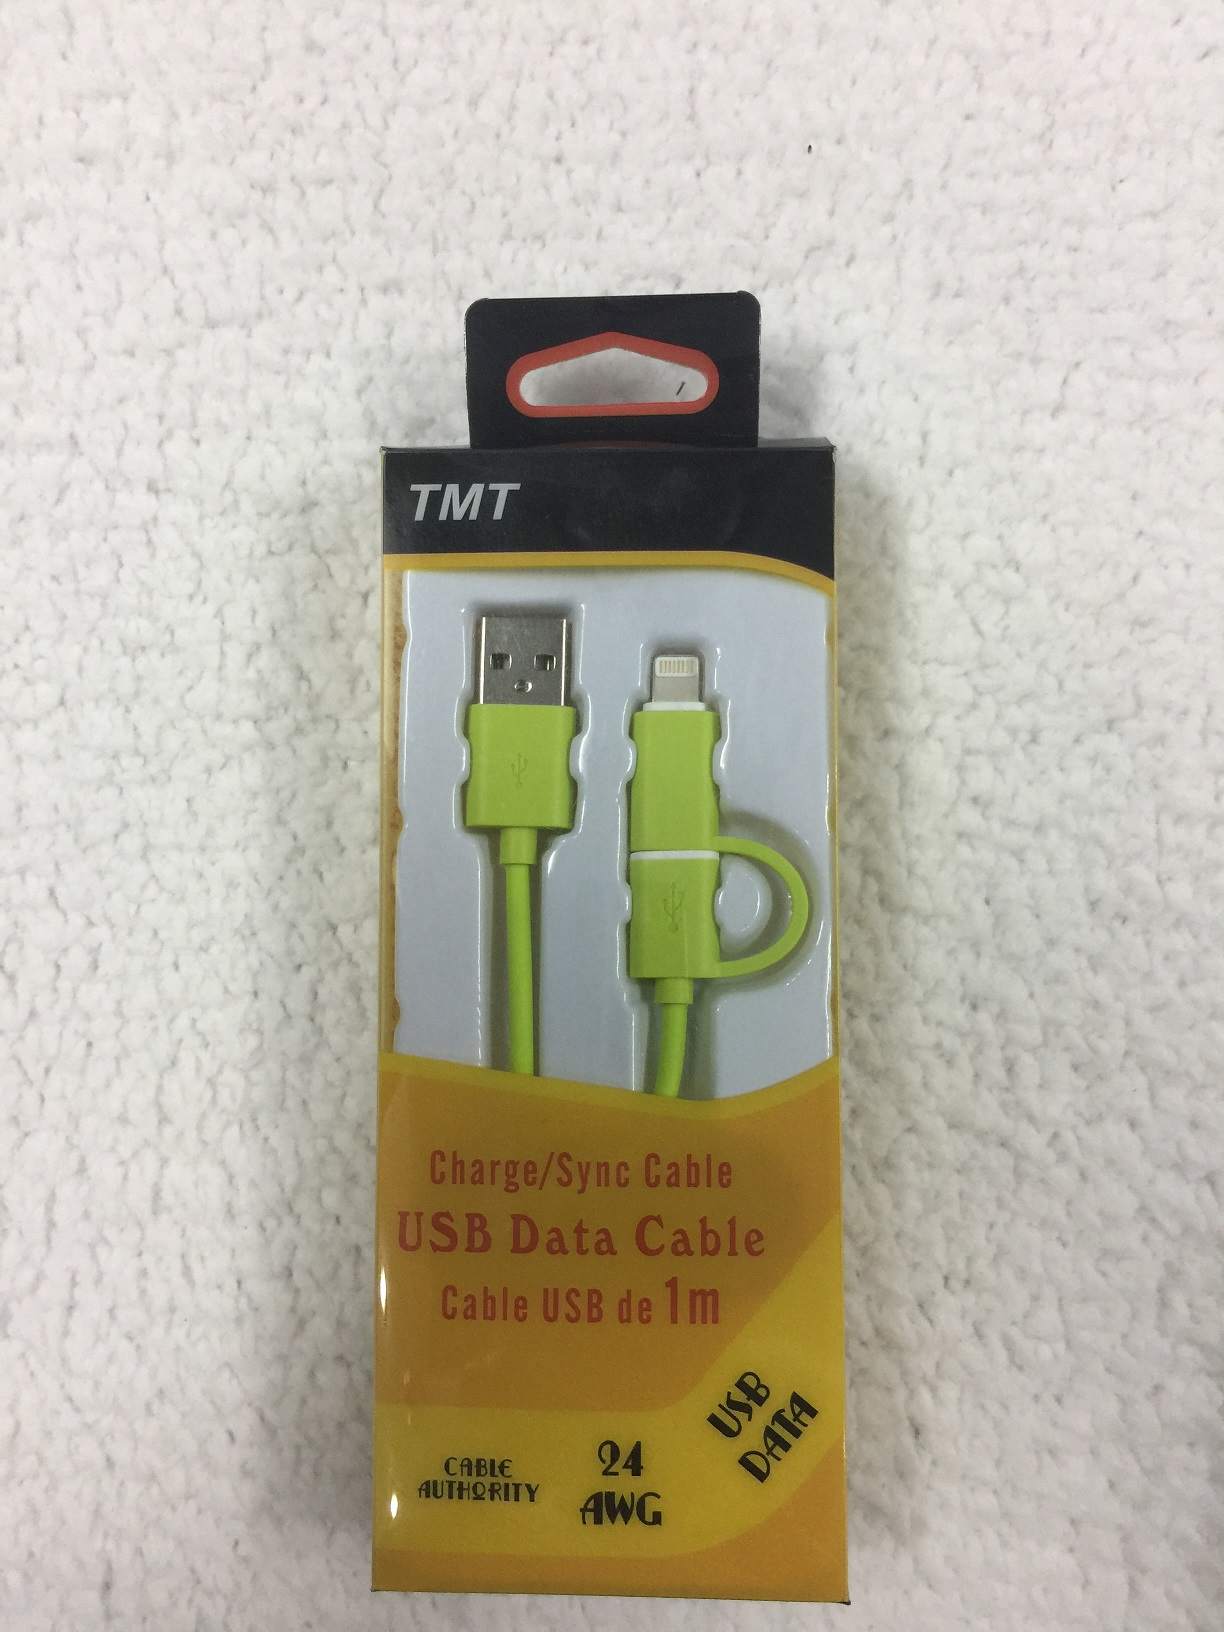 TMT
Charge/Sync Cable
USB Data Cable
Cable USB de 1m
USB
DATA
CABLE
AUTHORITY
24
AWG